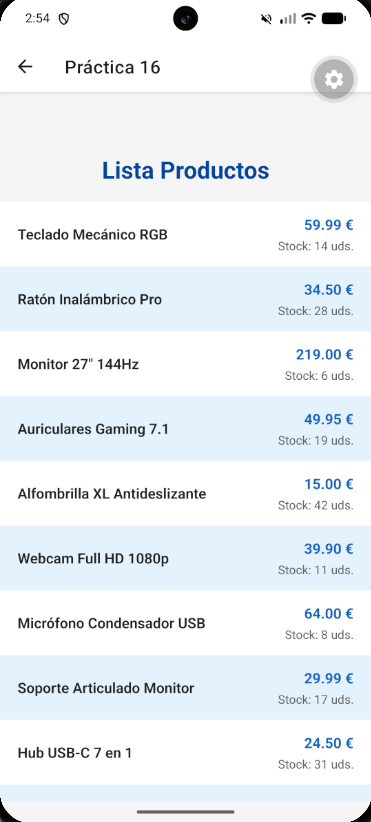 2:54
Práctica 16
Lista Productos
Teclado Mecánico RGB
59.99 €
Stock: 14 uds.
Ratón Inalámbrico Pro
34.50 €
Stock: 28 uds.
Monitor 27" 144Hz
219.00 €
Stock: 6 uds.
Auriculares Gaming 7.1
49.95 €
Stock: 19 uds.
Alfombrilla XL Antideslizante
15.00 €
Stock: 42 uds.
Webcam Full HD 1080p
39.90 €
Stock: 11 uds.
Micrófono Condensador USB
64.00 €
Stock: 8 uds.
Soporte Articulado Monitor
29.99 €
Stock: 17 uds.
Hub USB-C 7 en 1
24.50 €
Stock: 31 uds.